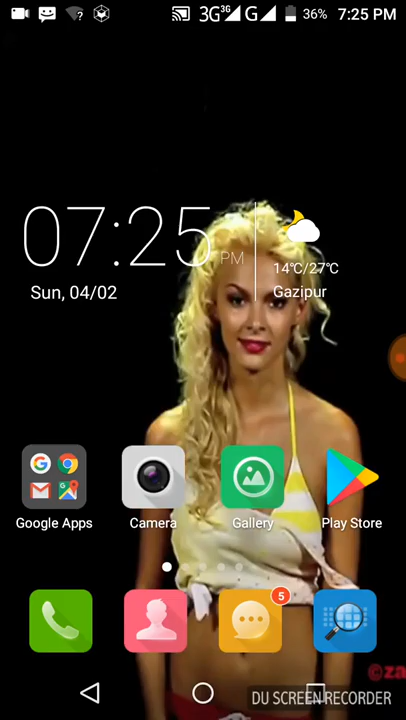 3G 3G G 36% 7:25 PM
07:25 PM
Sun, 04/02
14℃/27℃
Gazipur
Google Apps Camera Gallery Play Store
5
©za
DU SCREEN RECORDER